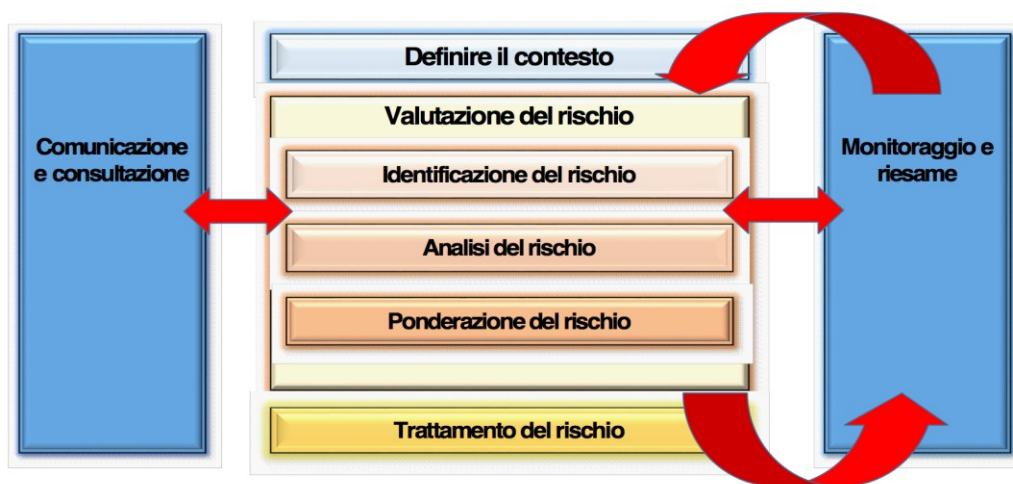 Comunicazione
e consultazione
Definire il contesto
Valutazione del rischio
Identificazione del rischio
Analisi del rischio
Ponderazione del rischio
Trattamento del rischio
Monitoraggio e
riesame